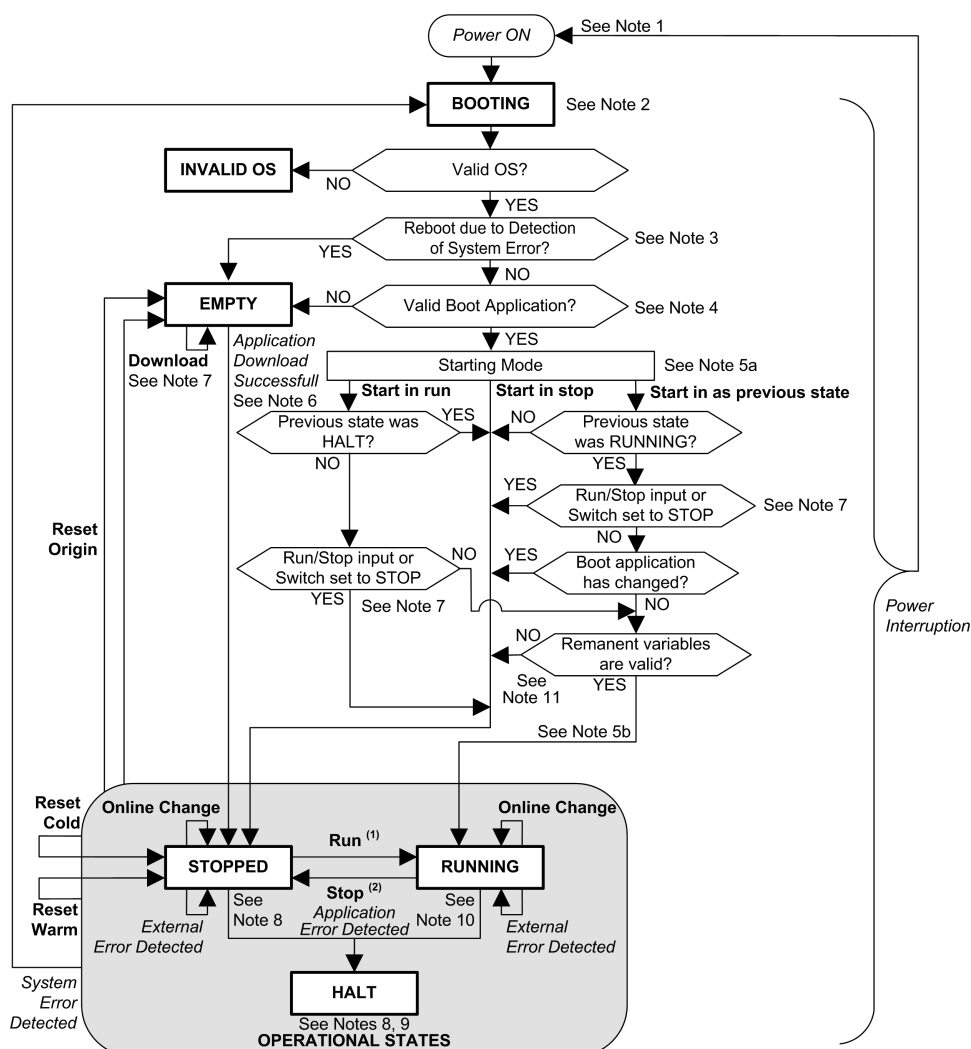 Power ON
See Note 1
BOOTING
See Note 2
INVALID OS
NO
Valid OS?
YES
Reboot due to Detection
of System Error?
See Note 3
YES
NO
EMPTY
NO
Valid Boot Application?
See Note 4
YES
Download
See Note 7
Application
Download
Successfull
See Note 6
Starting Mode
See Note 5a
Start in run
Start in stop
Start in as previous state
Previous state was
HALT?
YES
NO
NO
Previous state
was RUNNING?
YES
YES
Run/Stop input or
Switch set to STOP
See Note 7
NO
Reset
Origin
Run/Stop input or
Switch set to STOP
NO
YES
See Note 7
YES
Boot application
has changed?
NO
Power
Interruption
NO
Remanent variables
are valid?
YES
See
Note 11
See Note 5b
Reset
Cold
Online Change
Online Change
STOPPED
Run (1)
RUNNING
Stop (2)
Reset
Warm
External
Error Detected
See
Note 8
Application
Error Detected
See
Note 10
External
Error Detected
System
Error
Detected
HALT
See Notes 8, 9
OPERATIONAL STATES